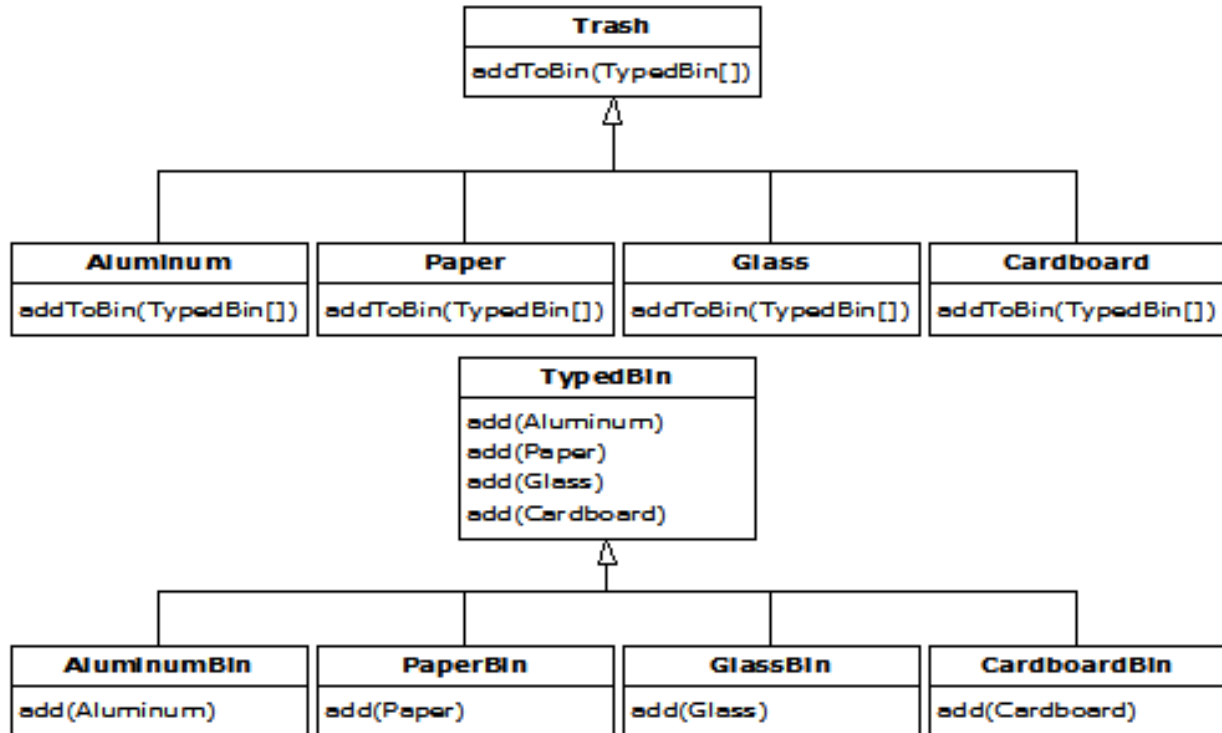 Trash
addToBin(TypedBin[])
Aluminum Paper Glass Cardboard
addToBin(TypedBin[]) addToBin(TypedBin[]) addToBin(TypedBin[]) addToBin(TypedBin[])
TypedBin
add(Aluminum)
add(Paper)
add(Glass)
add(Cardboard)
AluminumBin PaperBin GlassBin CardboardBin
add(Aluminum) add(Paper) add(Glass) add(Cardboard)